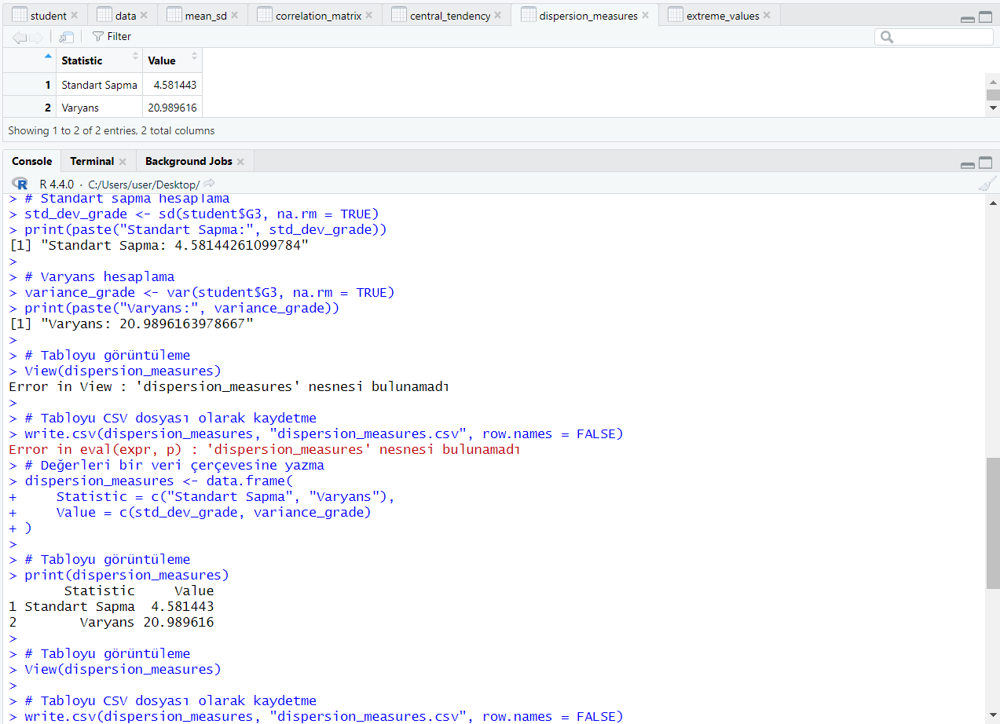 student data mean_sd correlation_matrix central_tendency dispersion_measures extreme_values
Filter
Statistic Value
1 Standart Sapma 4.581443
2 Varyans 20.989616
Showing 1 to 2 of 2 entries, 2 total columns
Console Terminal Background Jobs
R R 4.4.0 · C:/Users/user/Desktop/
> # Standart sapma hesaplama
> std_dev_grade <- sd(student$G3, na.rm = TRUE)
> print(paste("Standart Sapma:", std_dev_grade))
[1] "Standart Sapma: 4.58144261099784"
>
> # Varyans hesaplama
> variance_grade <- var(student$G3, na.rm = TRUE)
> print(paste("Varyans:", variance_grade))
[1] "Varyans: 20.9896163978667"
>
> # Tabloyu görüntüleme
> View(dispersion_measures)
Error in View : 'dispersion_measures' nesnesi bulunamadı
>
> # Tabloyu CSV dosyası olarak kaydetme
> write.csv(dispersion_measures, "dispersion_measures.csv", row.names = FALSE)
Error in eval(expr, p) : 'dispersion_measures' nesnesi bulunamadı
> # Değerleri bir veri çerçevesine yazma
> dispersion_measures <- data.frame(
+     Statistic = c("Standart Sapma", "Varyans"),
+     Value = c(std_dev_grade, variance_grade)
+ )
>
> # Tabloyu görüntüleme
> print(dispersion_measures)
       Statistic     Value
1 Standart Sapma  4.581443
2        Varyans 20.989616
>
> # Tabloyu görüntüleme
> View(dispersion_measures)
>
> # Tabloyu CSV dosyası olarak kaydetme
> write.csv(dispersion_measures, "dispersion_measures.csv", row.names = FALSE)